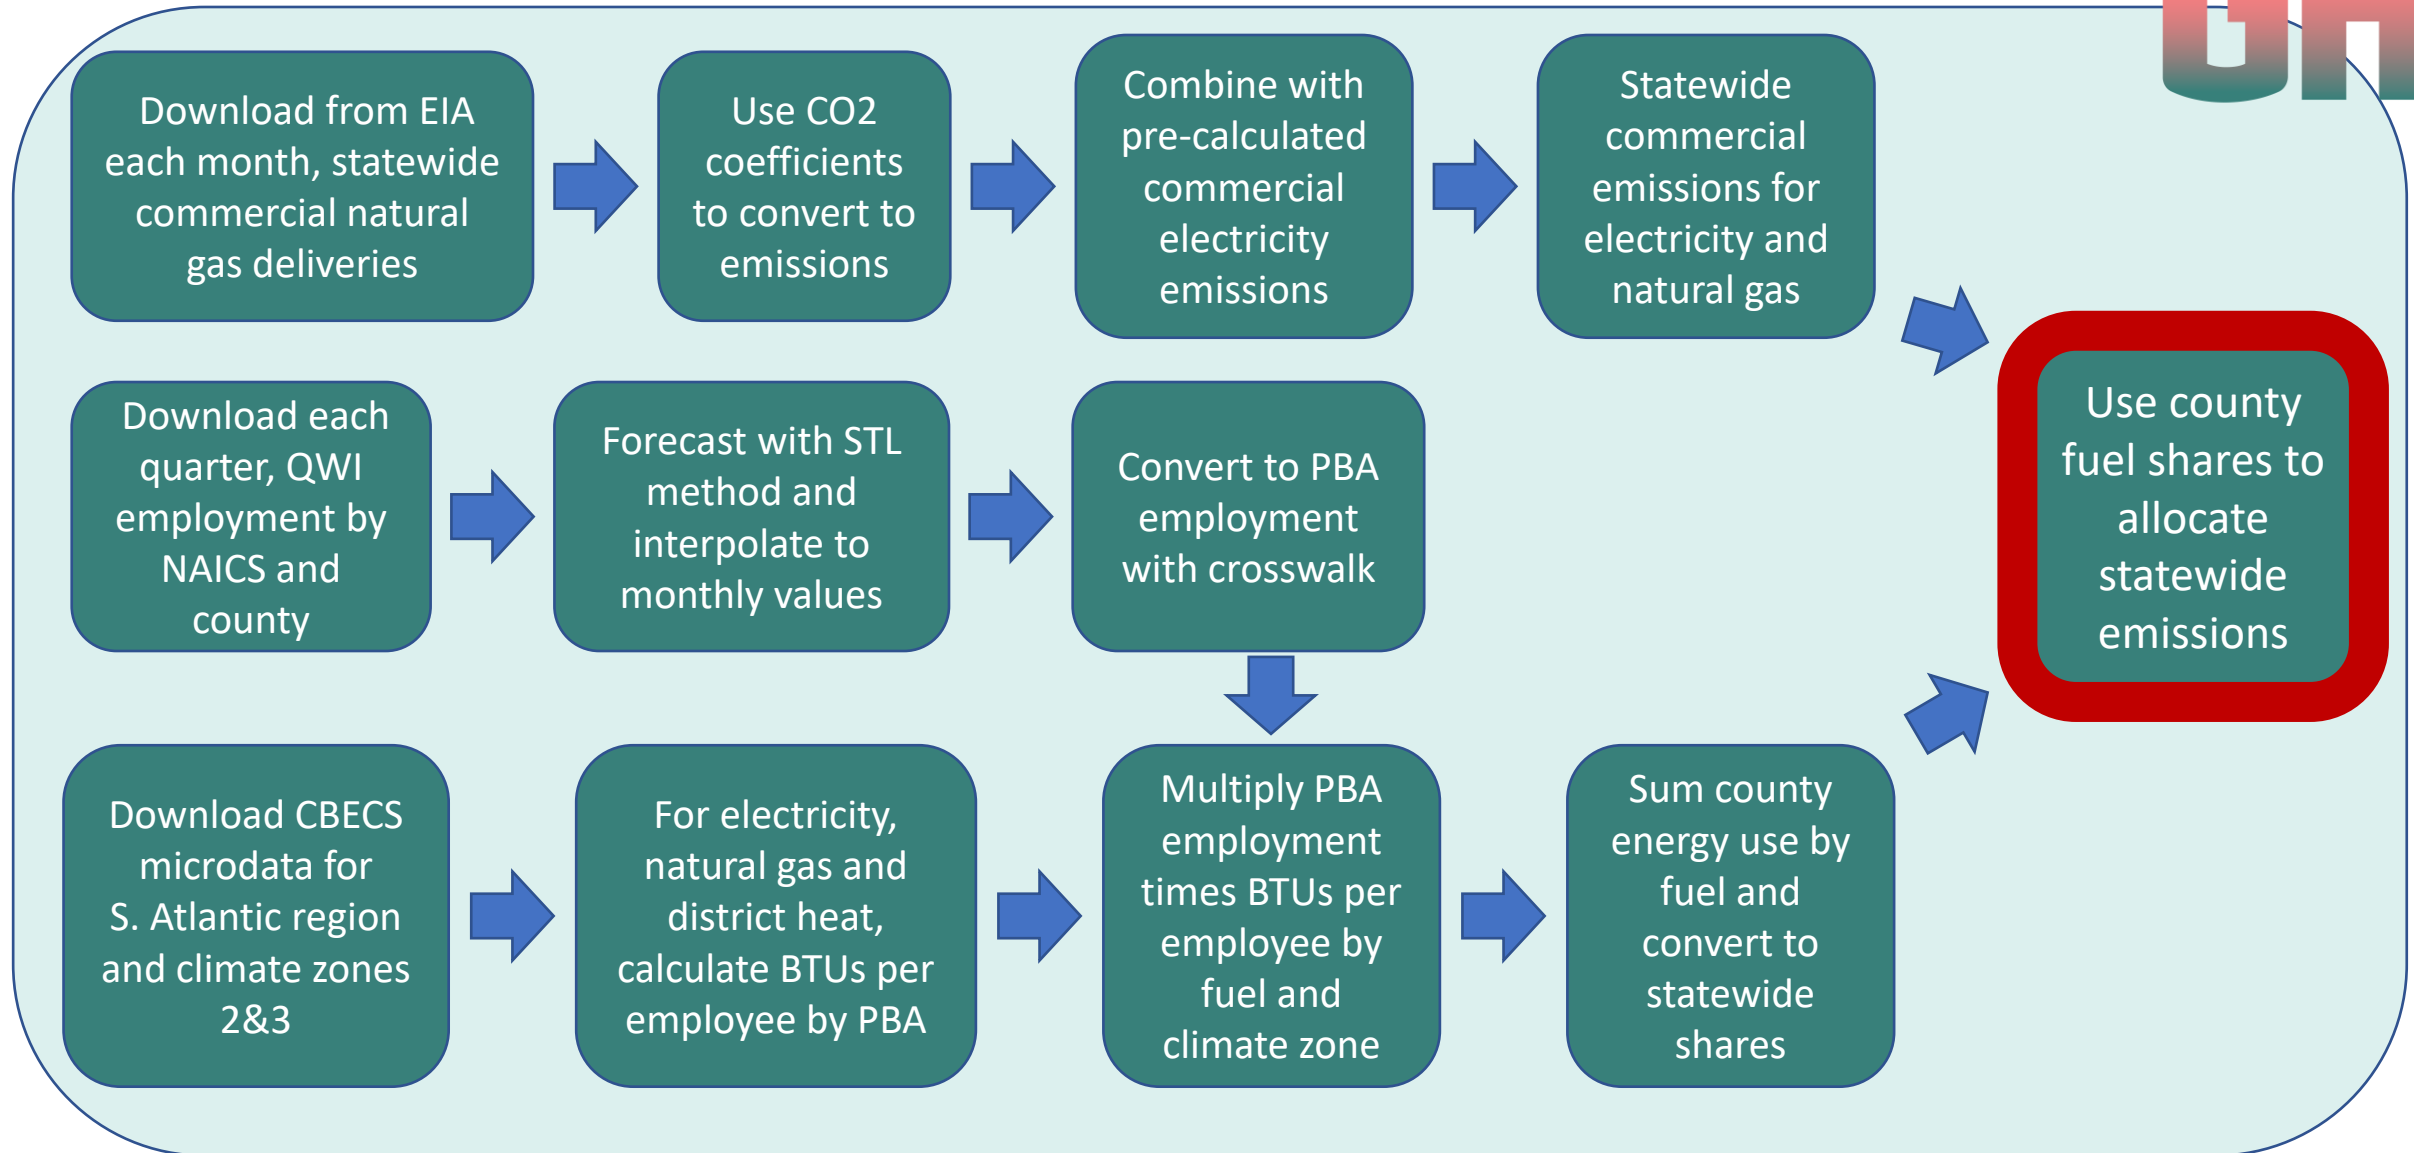 Download from EIA
each month, statewide
commercial natural
gas deliveries
Use CO2
coefficients
to convert to
emissions
Combine with
pre-calculated
commercial
electricity
emissions
Statewide
commercial
emissions for
electricity and
natural gas
Download each
quarter, QWI
employment by
NAICS and
county
Forecast with STL
method and
interpolate to
monthly values
Convert to PBA
employment
with crosswalk
Use county
fuel shares to
allocate
statewide
emissions
Download CBECS
microdata for
S. Atlantic region
and climate zones
2&3
For electricity,
natural gas and
district heat,
calculate BTUs per
employee by PBA
Multiply PBA
employment
times BTUs per
employee by
fuel and
climate zone
Sum county
energy use by
fuel and
convert to
statewide
shares